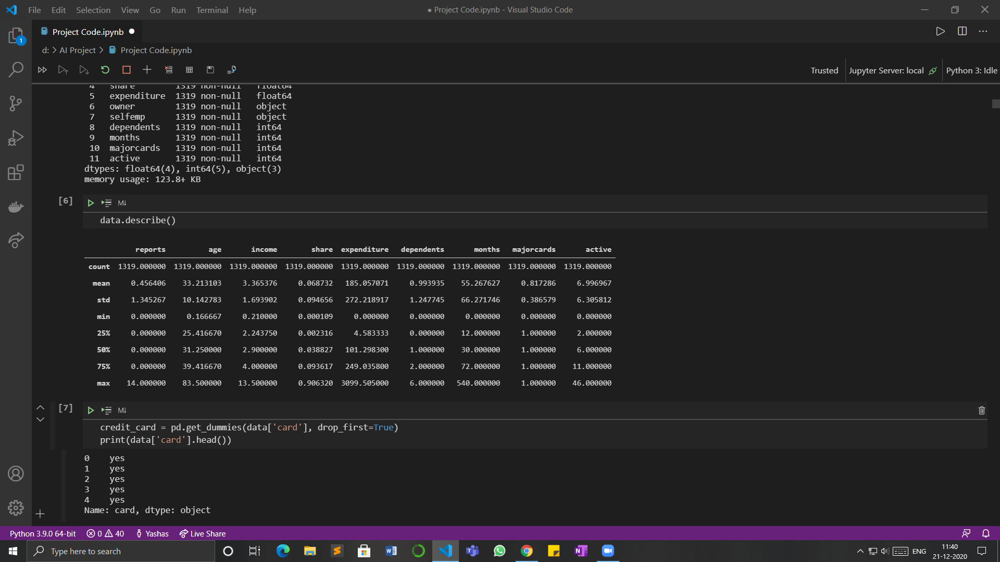 File Edit Selection View Go Run Terminal Help
● Project Code.ipynb - Visual Studio Code
Project Code.ipynb ●
1
d: > AI Project > Project Code.ipynb
Trusted Jupyter Server: local Python 3: Idle
4 share 1319 non-null float64
5 expenditure 1319 non-null float64
6 owner 1319 non-null object
7 selfemp 1319 non-null object
8 dependents 1319 non-null int64
9 months 1319 non-null int64
10 majorcards 1319 non-null int64
11 active 1319 non-null int64
dtypes: float64(4), int64(5), object(3)
memory usage: 123.8+ KB
[6] M↓
data.describe()
reports age income share expenditure dependents months majorcards active
count 1319.000000 1319.000000 1319.000000 1319.000000 1319.000000 1319.000000 1319.000000 1319.000000 1319.000000
mean 0.456406 33.213103 3.365376 0.068732 185.057071 0.993935 55.267627 0.817286 6.996967
std 1.345267 10.142783 1.693902 0.094656 272.218917 1.247745 66.271746 0.386579 6.305812
min 0.000000 0.166667 0.210000 0.000109 0.000000 0.000000 0.000000 0.000000 0.000000
25% 0.000000 25.416670 2.243750 0.002316 4.583333 0.000000 12.000000 1.000000 2.000000
50% 0.000000 31.250000 2.900000 0.038827 101.298300 1.000000 30.000000 1.000000 6.000000
75% 0.000000 39.416670 4.000000 0.093617 249.035800 2.000000 72.000000 1.000000 11.000000
max 14.000000 83.500000 13.500000 0.906320 3099.505000 6.000000 540.000000 1.000000 46.000000
[7] M↓
credit_card = pd.get_dummies(data['card'], drop_first=True)
print(data['card'].head())
0 yes
1 yes
2 yes
3 yes
4 yes
Name: card, dtype: object
Python 3.9.0 64-bit 0 40 Yashas Live Share
Type here to search
ENG
11:40
21-12-2020